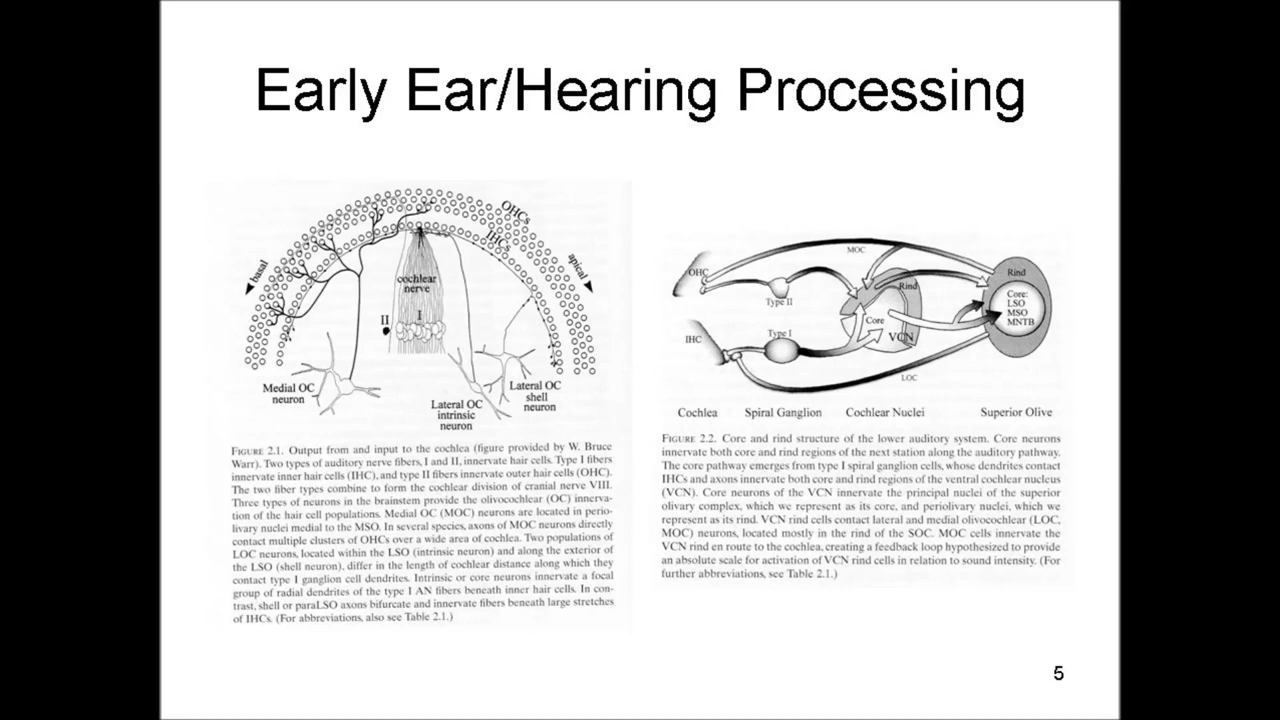 Early Ear/Hearing Processing
OHCs
IHCs
basal
apical
cochlear
nerve
II
I
Medial OC
neuron
Lateral OC
intrinsic
neuron
Lateral OC
shell
neuron
FIGURE 2.1. Output from and input to the cochlea (figure provided by W. Bruce
Warr). Two types of auditory nerve fibers, I and II, innervate hair cells. Type I fibers
innervate inner hair cells (IHC), and type II fibers innervate outer hair cells (OHC).
The two fiber types combine to form the cochlear division of cranial nerve VIII.
Three types of neurons in the brainstem provide the olivocochlear (OC) innerva-
tion of the hair cell populations. Medial OC (MOC) neurons are located in perio-
livary nuclei medial to the MSO. In several species, axons of MOC neurons directly
contact multiple clusters of OHCs over a wide area of cochlea. Two populations of
LOC neurons, located within the LSO (intrinsic neuron) and along the exterior of
the LSO (shell neuron), differ in the length of cochlear distance along which they
contact type I ganglion cell dendrites. Intrinsic or core neurons innervate a focal
group of radial dendrites of the type I AN fibers beneath inner hair cells. In con-
trast, shell or paraLSO axons bifurcate and innervate fibers beneath large stretches
of IHCs. (For abbreviations, also see Table 2.1.)
OHC
MOC
Type II
Rind
Rind
Core:
LSO
MSO
MNTB
Core
VCN
IHC
Type I
LOC
Cochlea
Spiral Ganglion
Cochlear Nuclei
Superior Olive
FIGURE 2.2. Core and rind structure of the lower auditory system. Core neurons
innervate both core and rind regions of the next station along the auditory pathway.
The core pathway emerges from type I spiral ganglion cells, whose dendrites contact
IHCs and axons innervate both core and rind regions of the ventral cochlear nucleus
(VCN). Core neurons of the VCN innervate the principal nuclei of the superior
olivary complex, which we represent as its core, and periolivary nuclei, which we
represent as its rind. VCN rind cells contact lateral and medial olivocochlear (LOC,
MOC) neurons, located mostly in the rind of the SOC. MOC cells innervate the
VCN rind en route to the cochlea, creating a feedback loop hypothesized to provide
an absolute scale for activation of VCN rind cells in relation to sound intensity. (For
further abbreviations, see Table 2.1.)
5